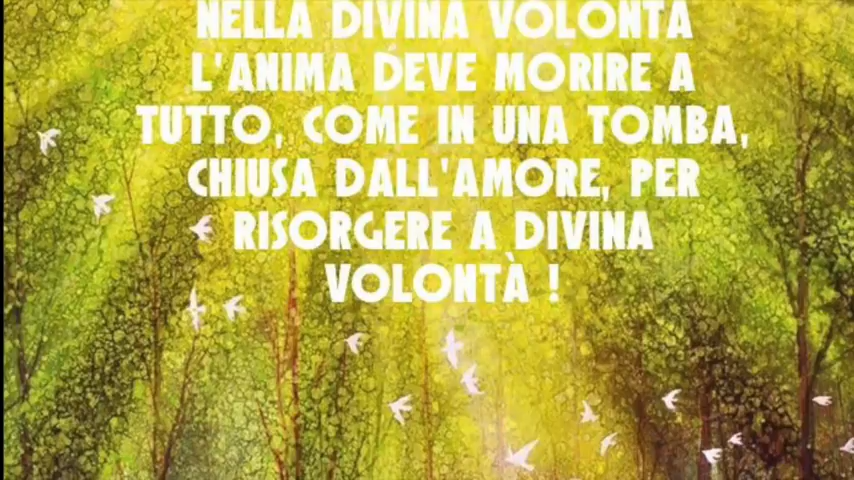 NELLA DIVINA VOLONTÀ
L'ANIMA DEVE MORIRE A
TUTTO, COME IN UNA TOMBA,
CHIUSA DALL'AMORE, PER
RISORGERE A DIVINA
VOLONTÀ !